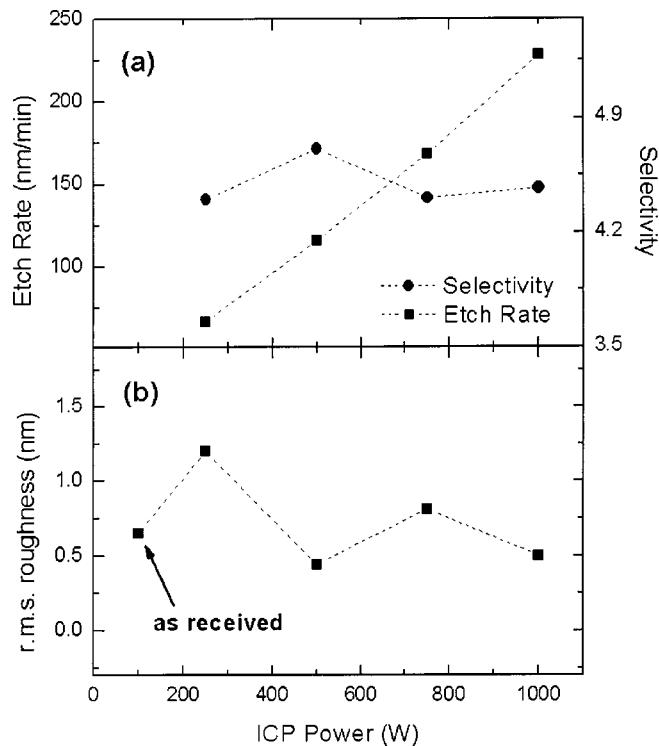 250
(a)
200
150
100
Etch Rate (nm/min)
4.9
4.2
3.5
Selectivity
Selectivity
Etch Rate
(b)
1.5
1.0
0.5
0.0
r.m.s. roughness (nm)
as received
0 200 400 600 800 1000
ICP Power (W)